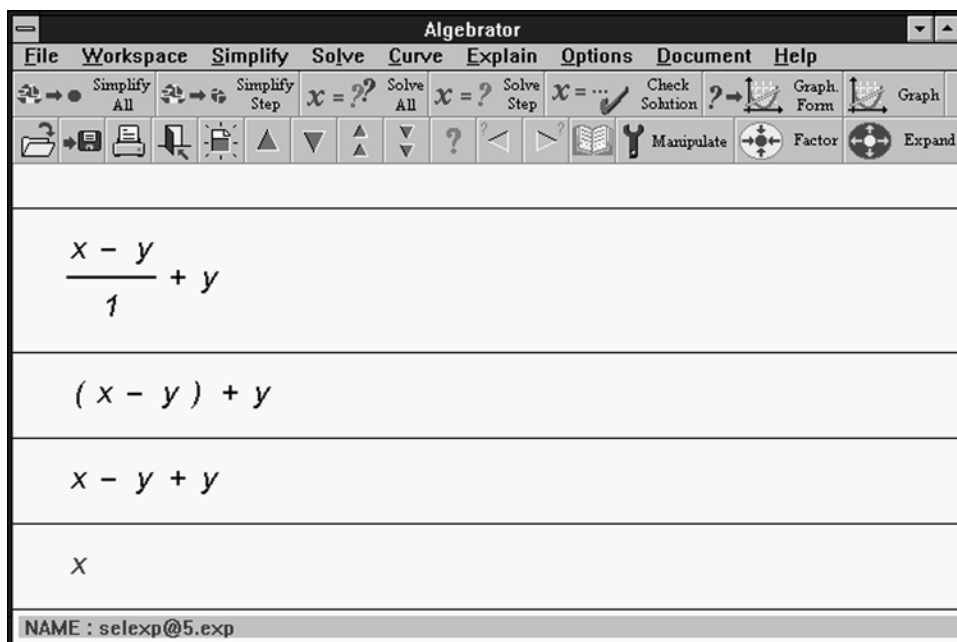 Algebrator
File Workspace Simplify Solve Curve Explain Options Document Help
Simplify All Simplify Step x = ?? Solve All x = ? Solve Step x = ... Check Solution ? Graph. Form Graph
? ? ? Manipulate Factor Expand
x - y
1
+ y
( x - y ) + y
x - y + y
x
NAME : selexp@5.exp